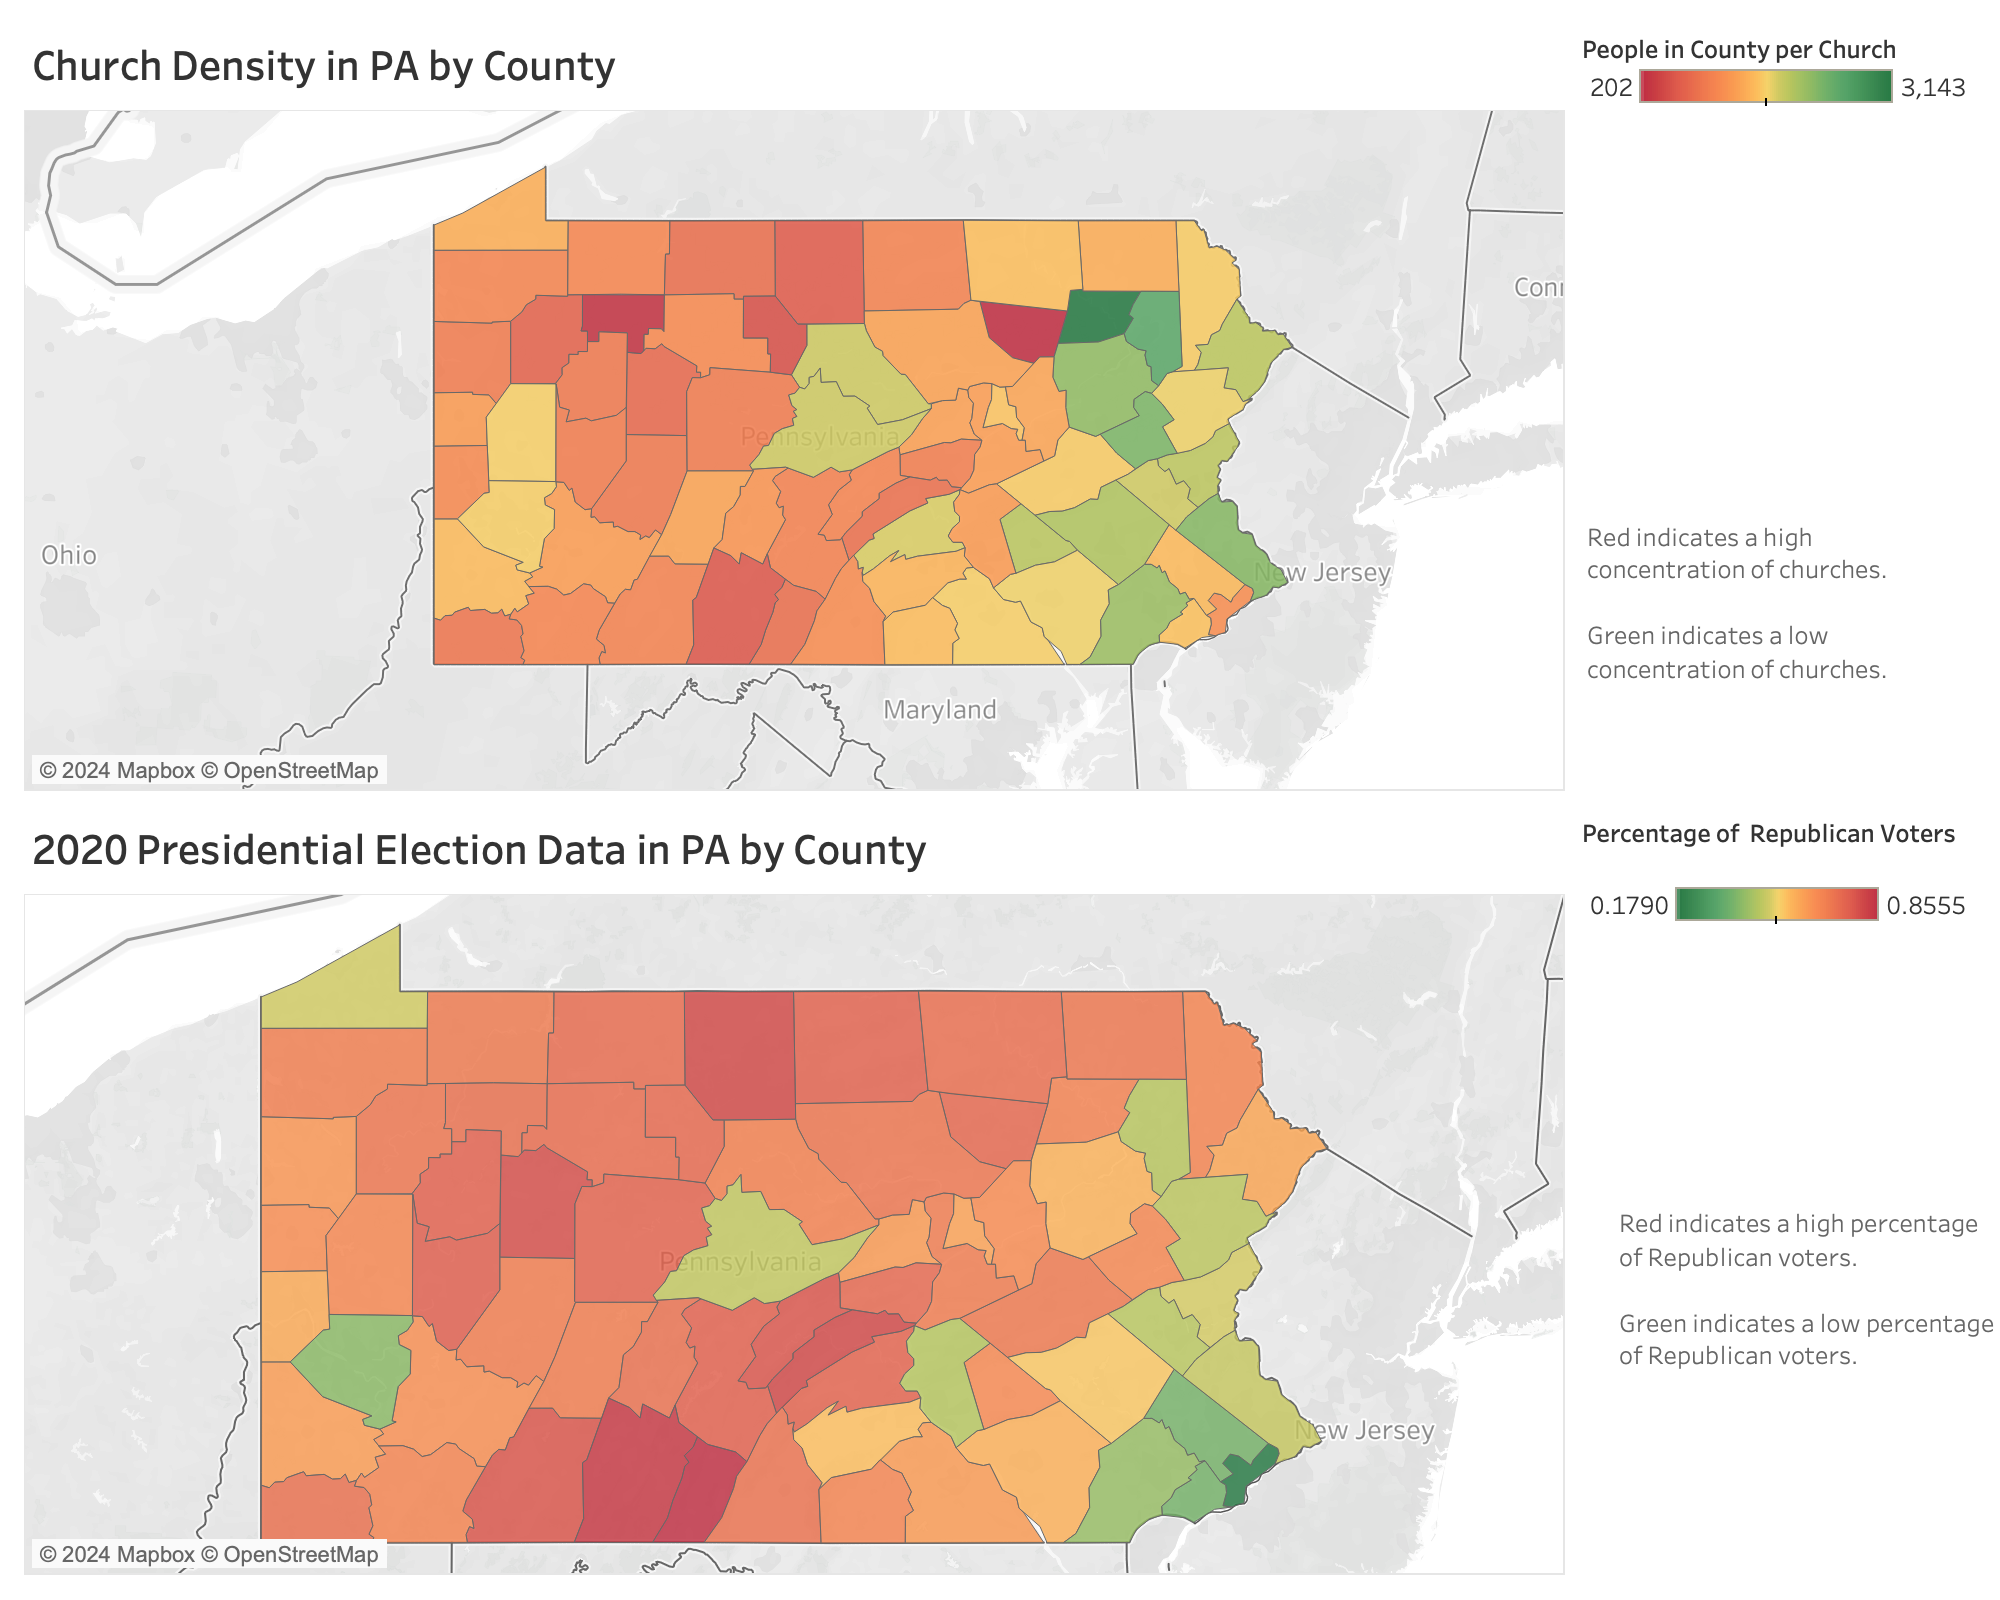 Church Density in PA by County
People in County per Church
202 3,143
Conn
Pennsylvania
Ohio
New Jersey
Maryland
Red indicates a high
concentration of churches.
Green indicates a low
concentration of churches.
© 2024 Mapbox © OpenStreetMap
2020 Presidential Election Data in PA by County
Percentage of Republican Voters
0.1790 0.8555
Pennsylvania
New Jersey
Red indicates a high percentage
of Republican voters.
Green indicates a low percentage
of Republican voters.
© 2024 Mapbox © OpenStreetMap